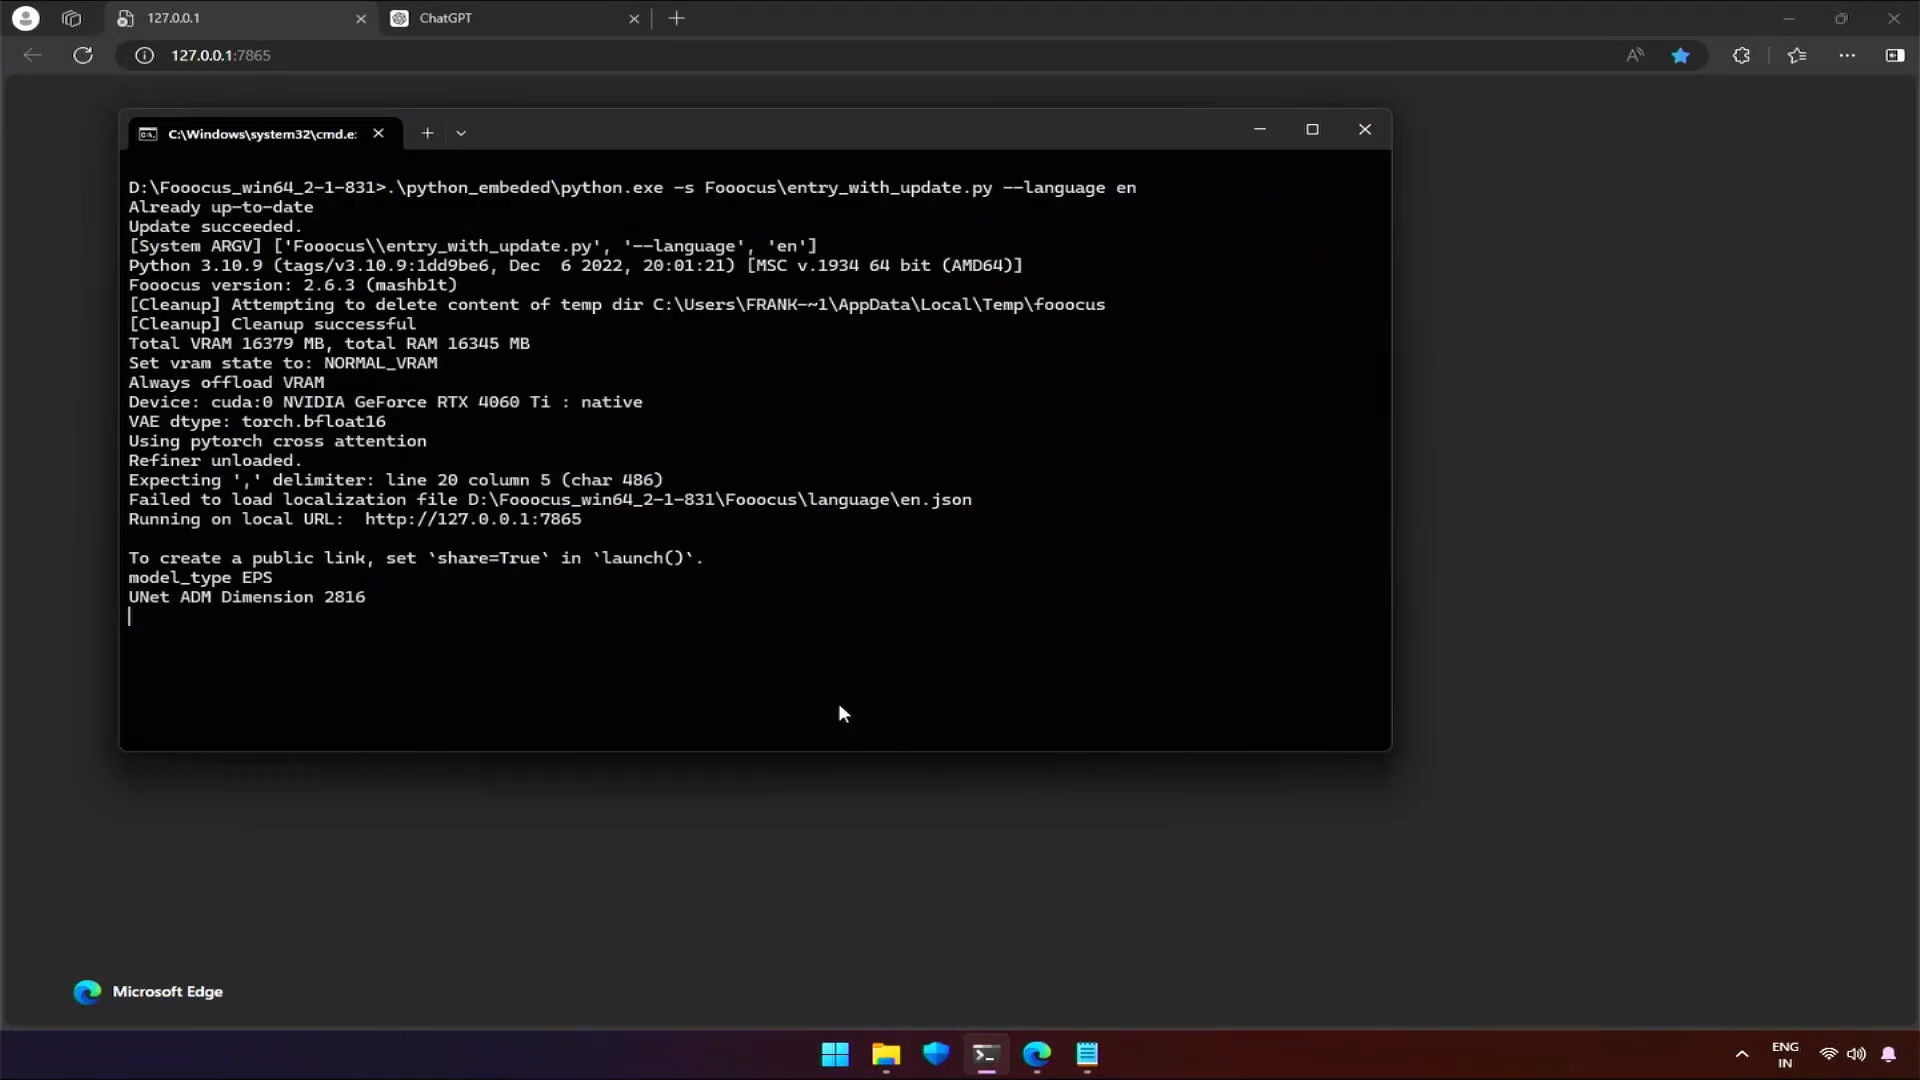 127.0.0.1
ChatGPT
127.0.0.1:7865
C:\Windows\system32\cmd.e:
D:\Fooocus_win64_2-1-831>.\python_embeded\python.exe -s Fooocus\entry_with_update.py --language en
Already up-to-date
Update succeeded.
[System ARGV] ['Fooocus\\entry_with_update.py', '--language', 'en']
Python 3.10.9 (tags/v3.10.9:1dd9be6, Dec  6 2022, 20:01:21) [MSC v.1934 64 bit (AMD64)]
Fooocus version: 2.6.3 (mashb1t)
[Cleanup] Attempting to delete content of temp dir C:\Users\FRANK-~1\AppData\Local\Temp\fooocus
[Cleanup] Cleanup successful
Total VRAM 16379 MB, total RAM 16345 MB
Set vram state to: NORMAL_VRAM
Always offload VRAM
Device: cuda:0 NVIDIA GeForce RTX 4060 Ti : native
VAE dtype: torch.bfloat16
Using pytorch cross attention
Refiner unloaded.
Expecting ',' delimiter: line 20 column 5 (char 486)
Failed to load localization file D:\Fooocus_win64_2-1-831\Fooocus\language\en.json
Running on local URL:  http://127.0.0.1:7865
To create a public link, set `share=True` in `launch()`.
model_type EPS
UNet ADM Dimension 2816
Microsoft Edge
ENG
IN